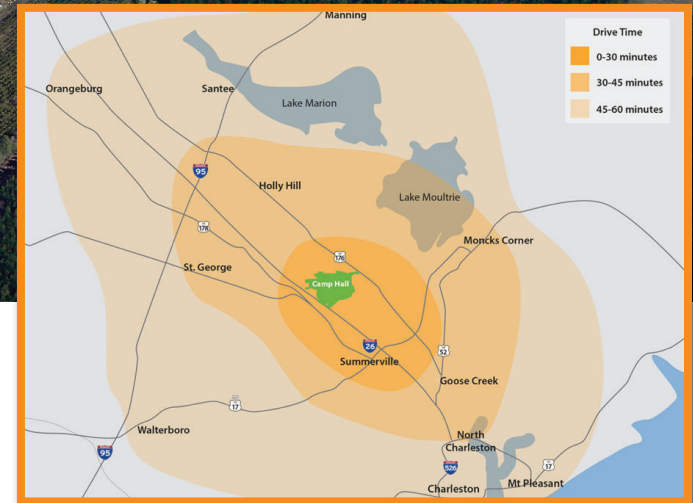 Manning
Drive Time
0-30 minutes
30-45 minutes
45-60 minutes
Orangeburg
Santee
Lake Marion
95
Holly Hill
Lake Moultrie
178
176
Moncks Corner
St. George
Camp Hall
26
52
Summerville
Goose Creek
17
Walterboro
North
Charleston
95
526
17
Mt Pleasant
Charleston